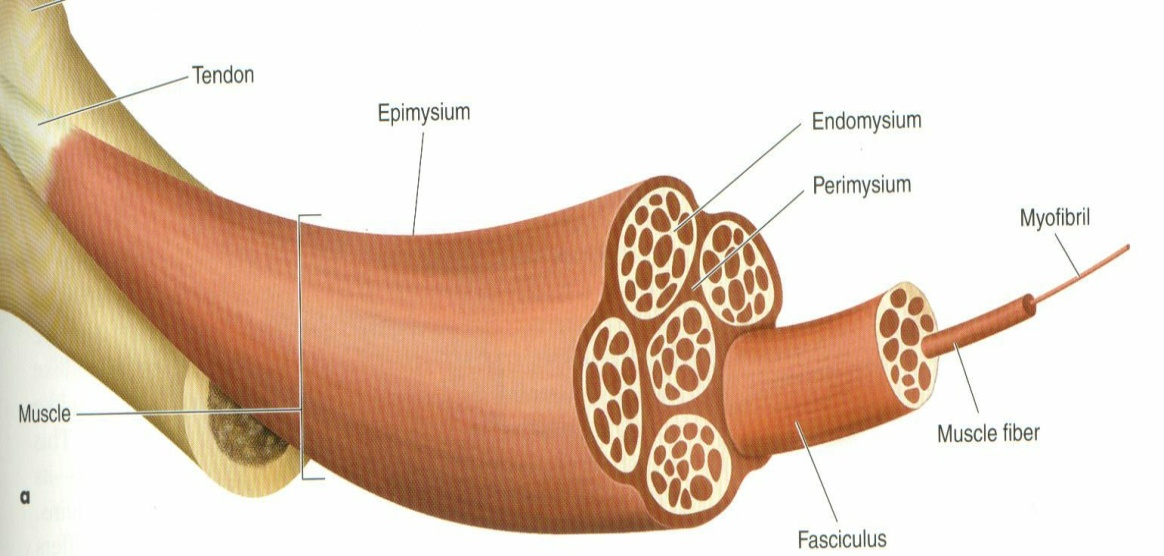 Tendon
Epimysium
Endomysium
Perimysium
Myofibril
Muscle
Muscle fiber
a
Fasciculus